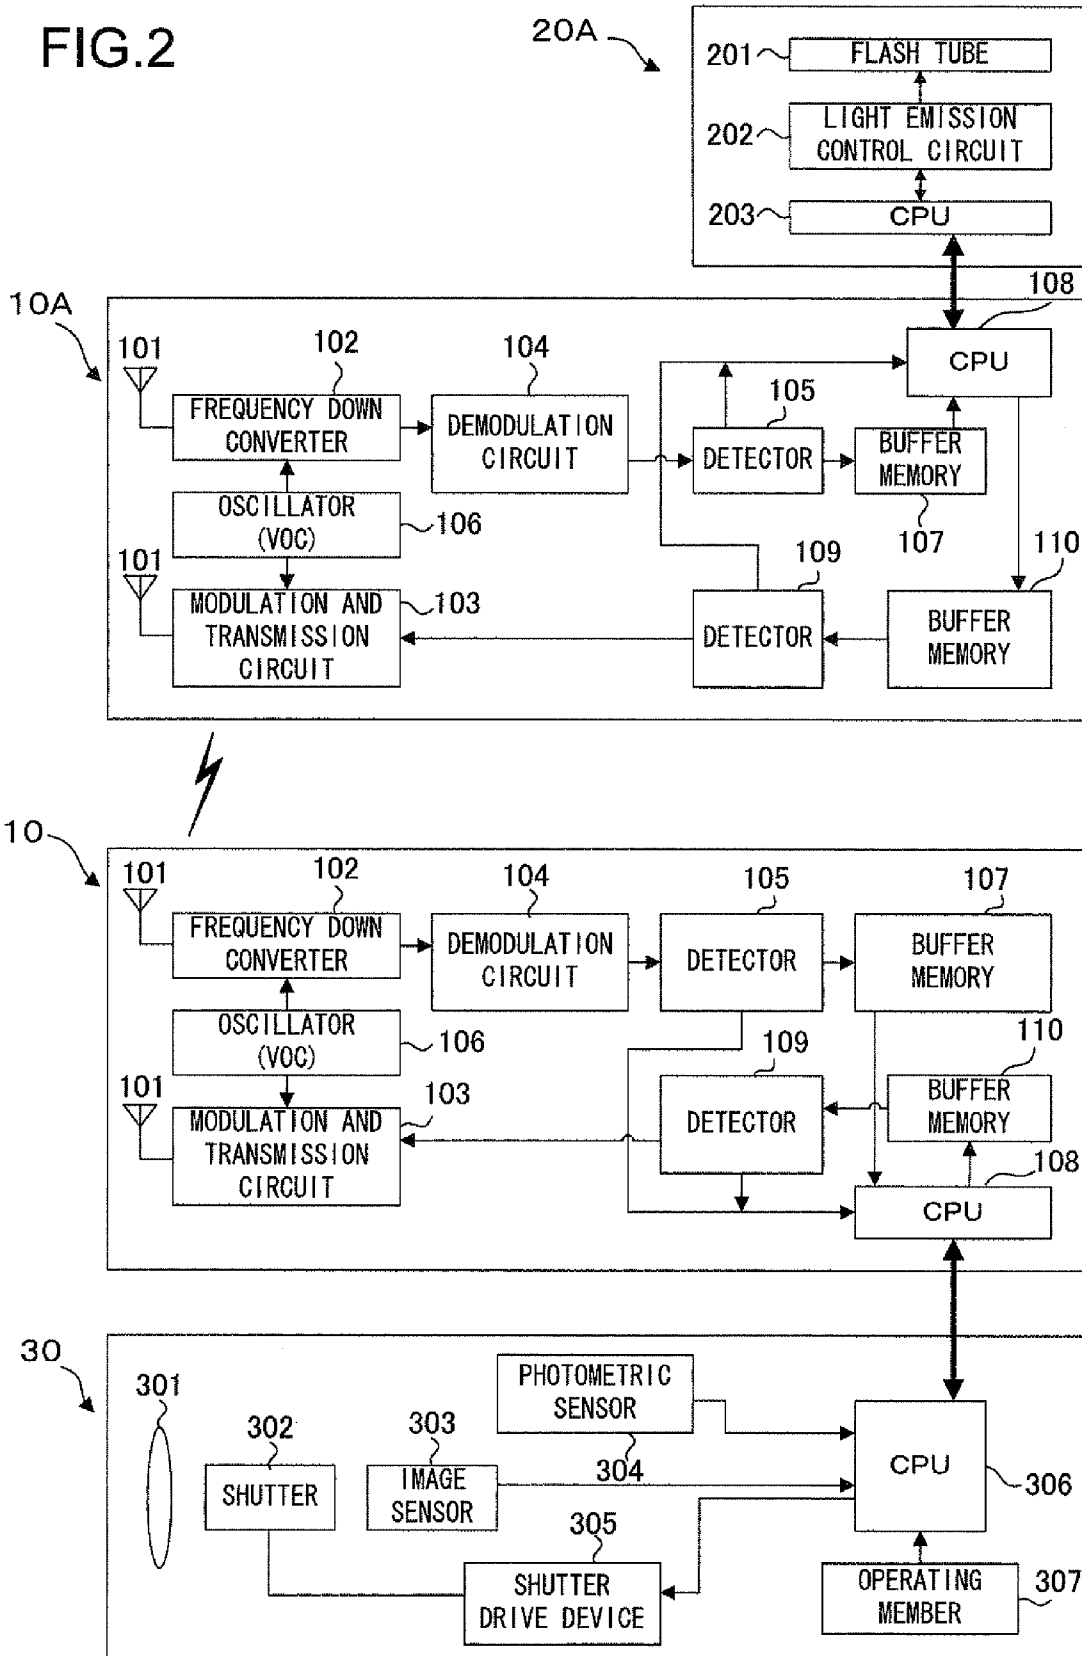 FIG.2
20A
201
FLASH TUBE
202
LIGHT EMISSION
CONTROL CIRCUIT
203
CPU
10A
101
102
104
108
CPU
FREQUENCY DOWN
CONVERTER
DEMODULATION
CIRCUIT
105
DETECTOR
BUFFER
MEMORY
107
OSCILLATOR
(VOC)
106
101
109
110
MODULATION AND
TRANSMISSION
CIRCUIT
103
DETECTOR
BUFFER
MEMORY
10
101
102
104
105
107
FREQUENCY DOWN
CONVERTER
DEMODULATION
CIRCUIT
DETECTOR
BUFFER
MEMORY
OSCILLATOR
(VOC)
106
109
110
101
103
MODULATION AND
TRANSMISSION
CIRCUIT
DETECTOR
BUFFER
MEMORY
108
CPU
30
301
302
SHUTTER
303
IMAGE
SENSOR
PHOTOMETRIC
SENSOR
304
CPU
306
305
SHUTTER
DRIVE DEVICE
OPERATING
MEMBER
307